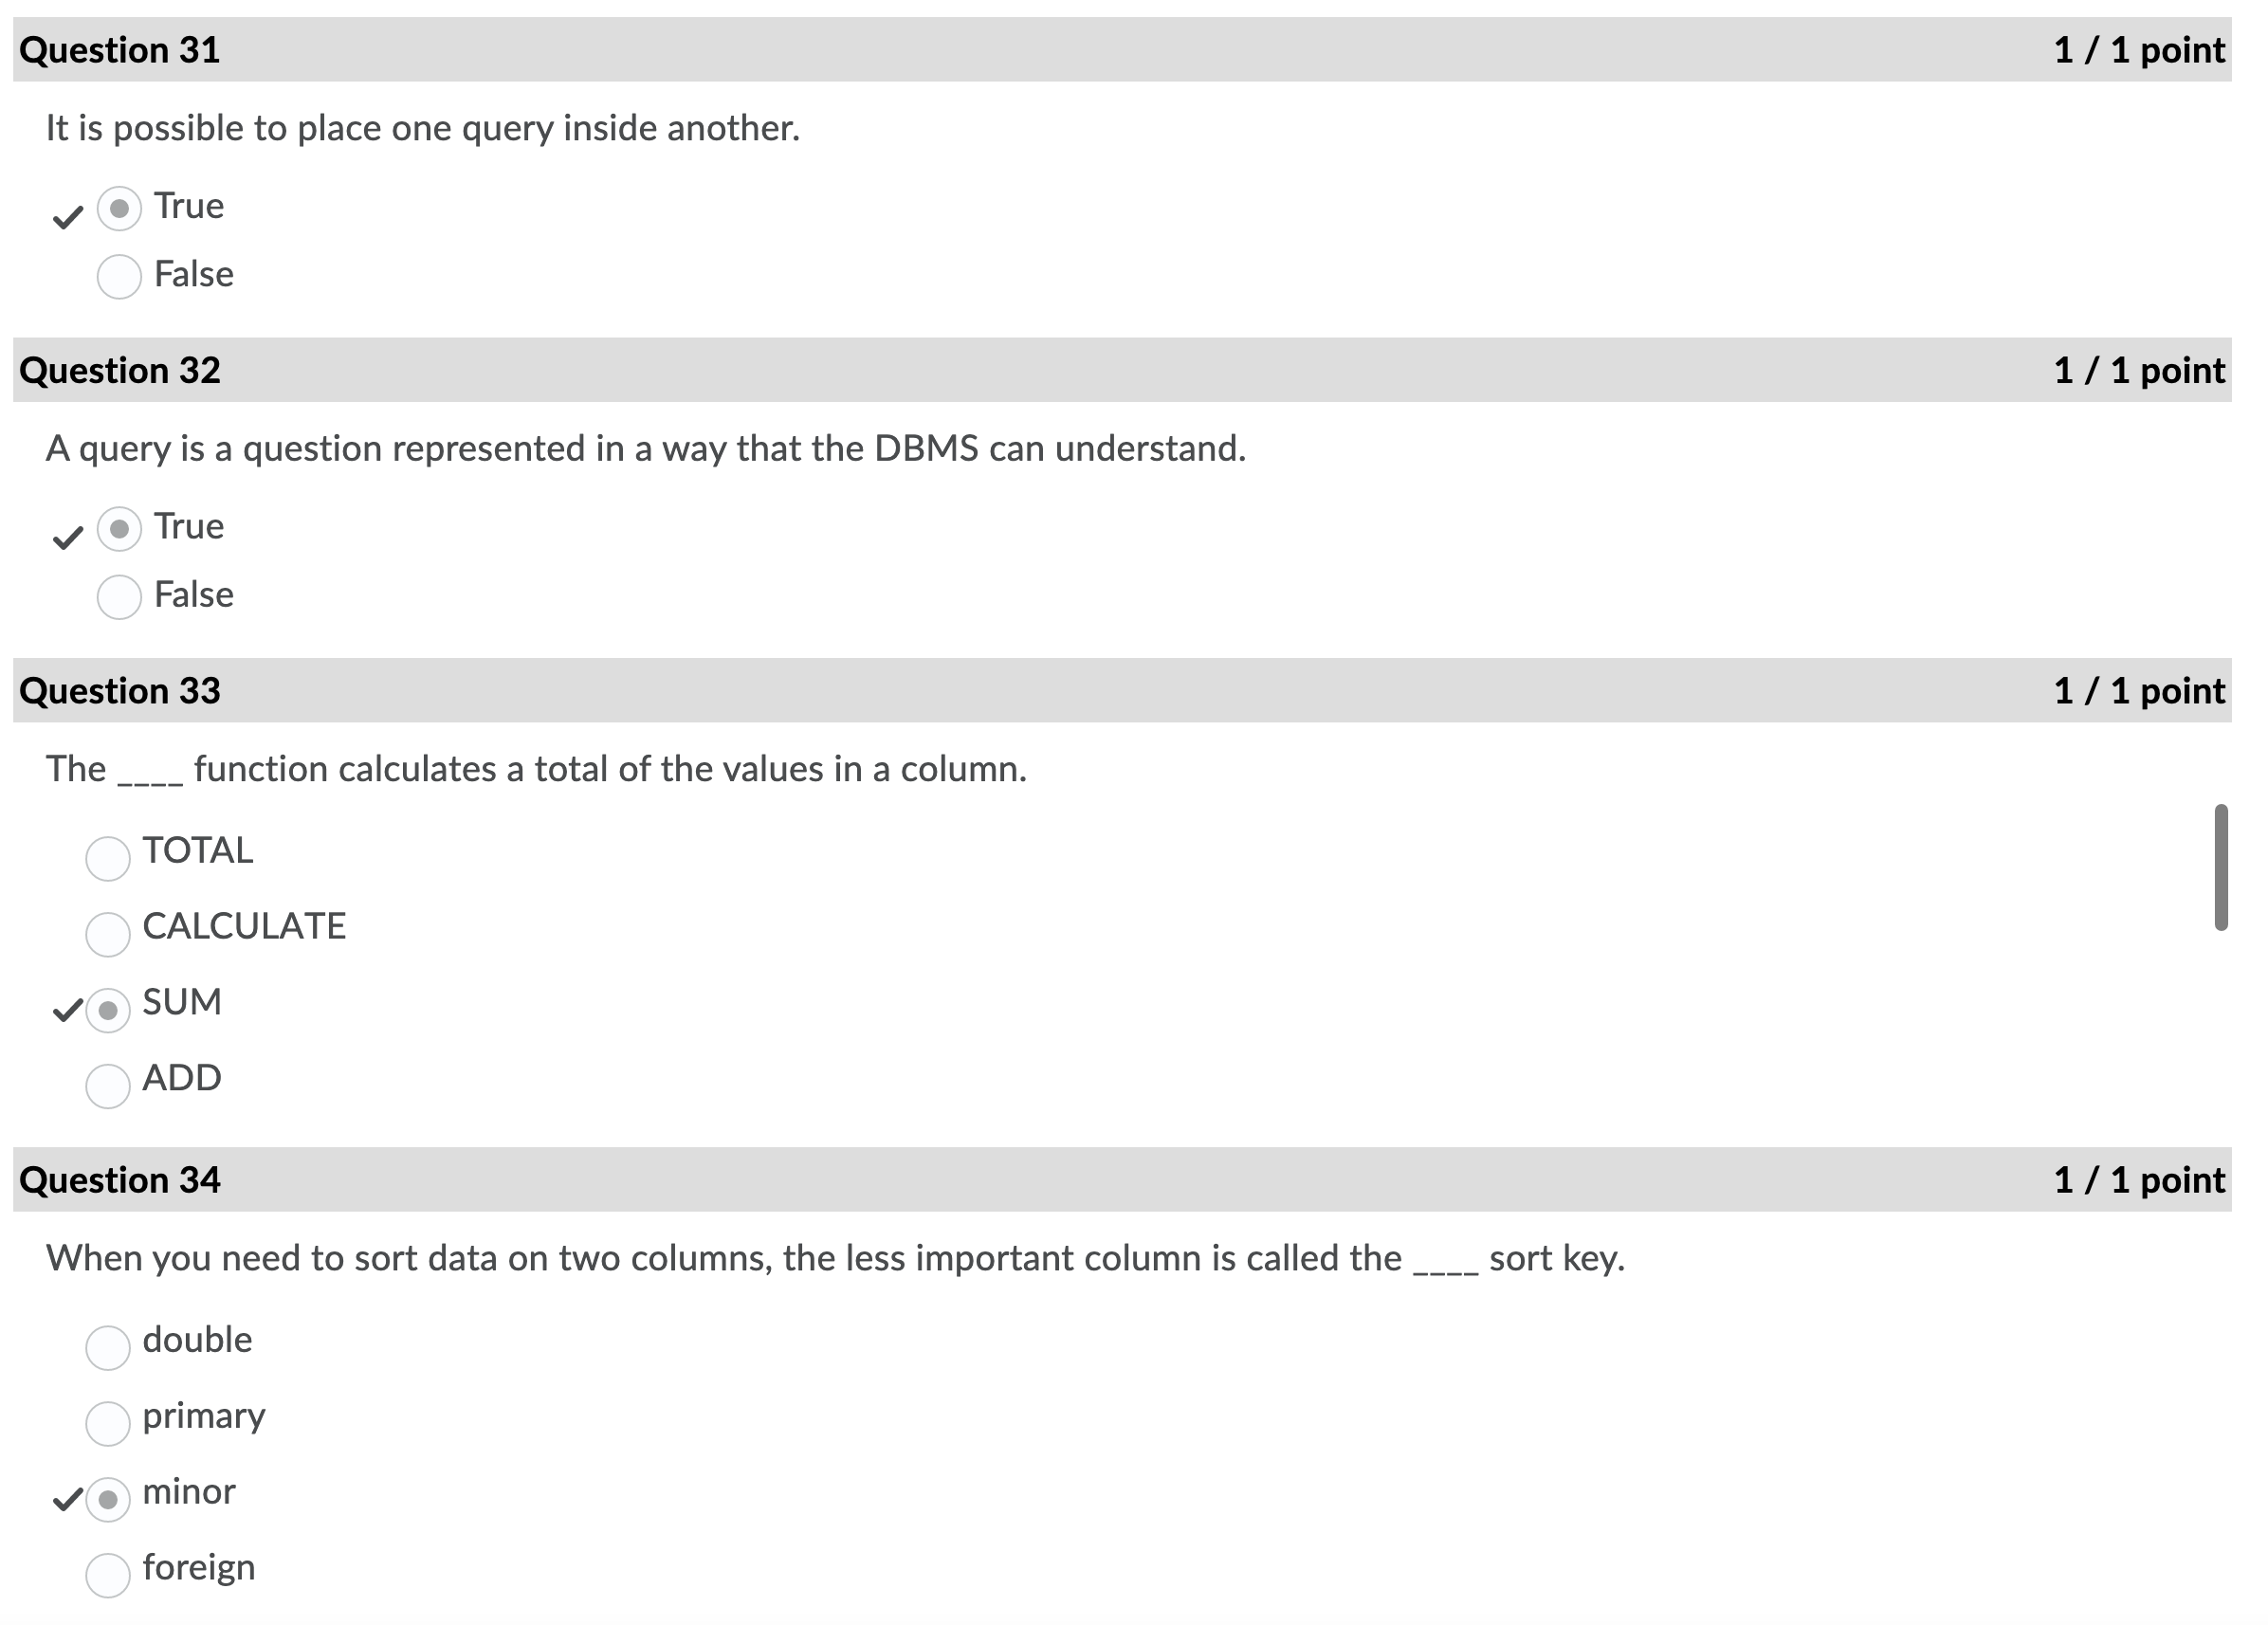 Question 31 1 / 1 point
It is possible to place one query inside another.
True
False
Question 32 1 / 1 point
A query is a question represented in a way that the DBMS can understand.
True
False
Question 33 1 / 1 point
The ____ function calculates a total of the values in a column.
TOTAL
CALCULATE
SUM
ADD
Question 34 1 / 1 point
When you need to sort data on two columns, the less important column is called the ____ sort key.
double
primary
minor
foreign